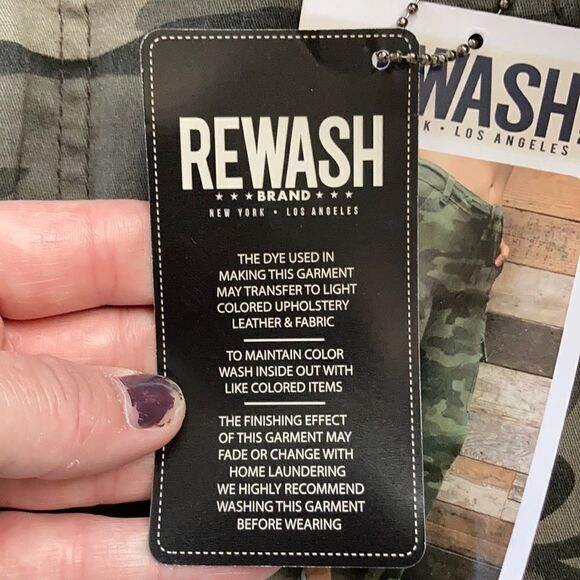 REWASH
★ ★ ★ BRAND ★ ★ ★
NEW YORK • LOS ANGELES
THE DYE USED IN
MAKING THIS GARMENT
MAY TRANSFER TO LIGHT
COLORED UPHOLSTERY
LEATHER & FABRIC
TO MAINTAIN COLOR
WASH INSIDE OUT WITH
LIKE COLORED ITEMS
THE FINISHING EFFECT
OF THIS GARMENT MAY
FADE OR CHANGE WITH
HOME LAUNDERING
WE HIGHLY RECOMMEND
WASHING THIS GARMENT
BEFORE WEARING
WASH
K • LOS ANGELES